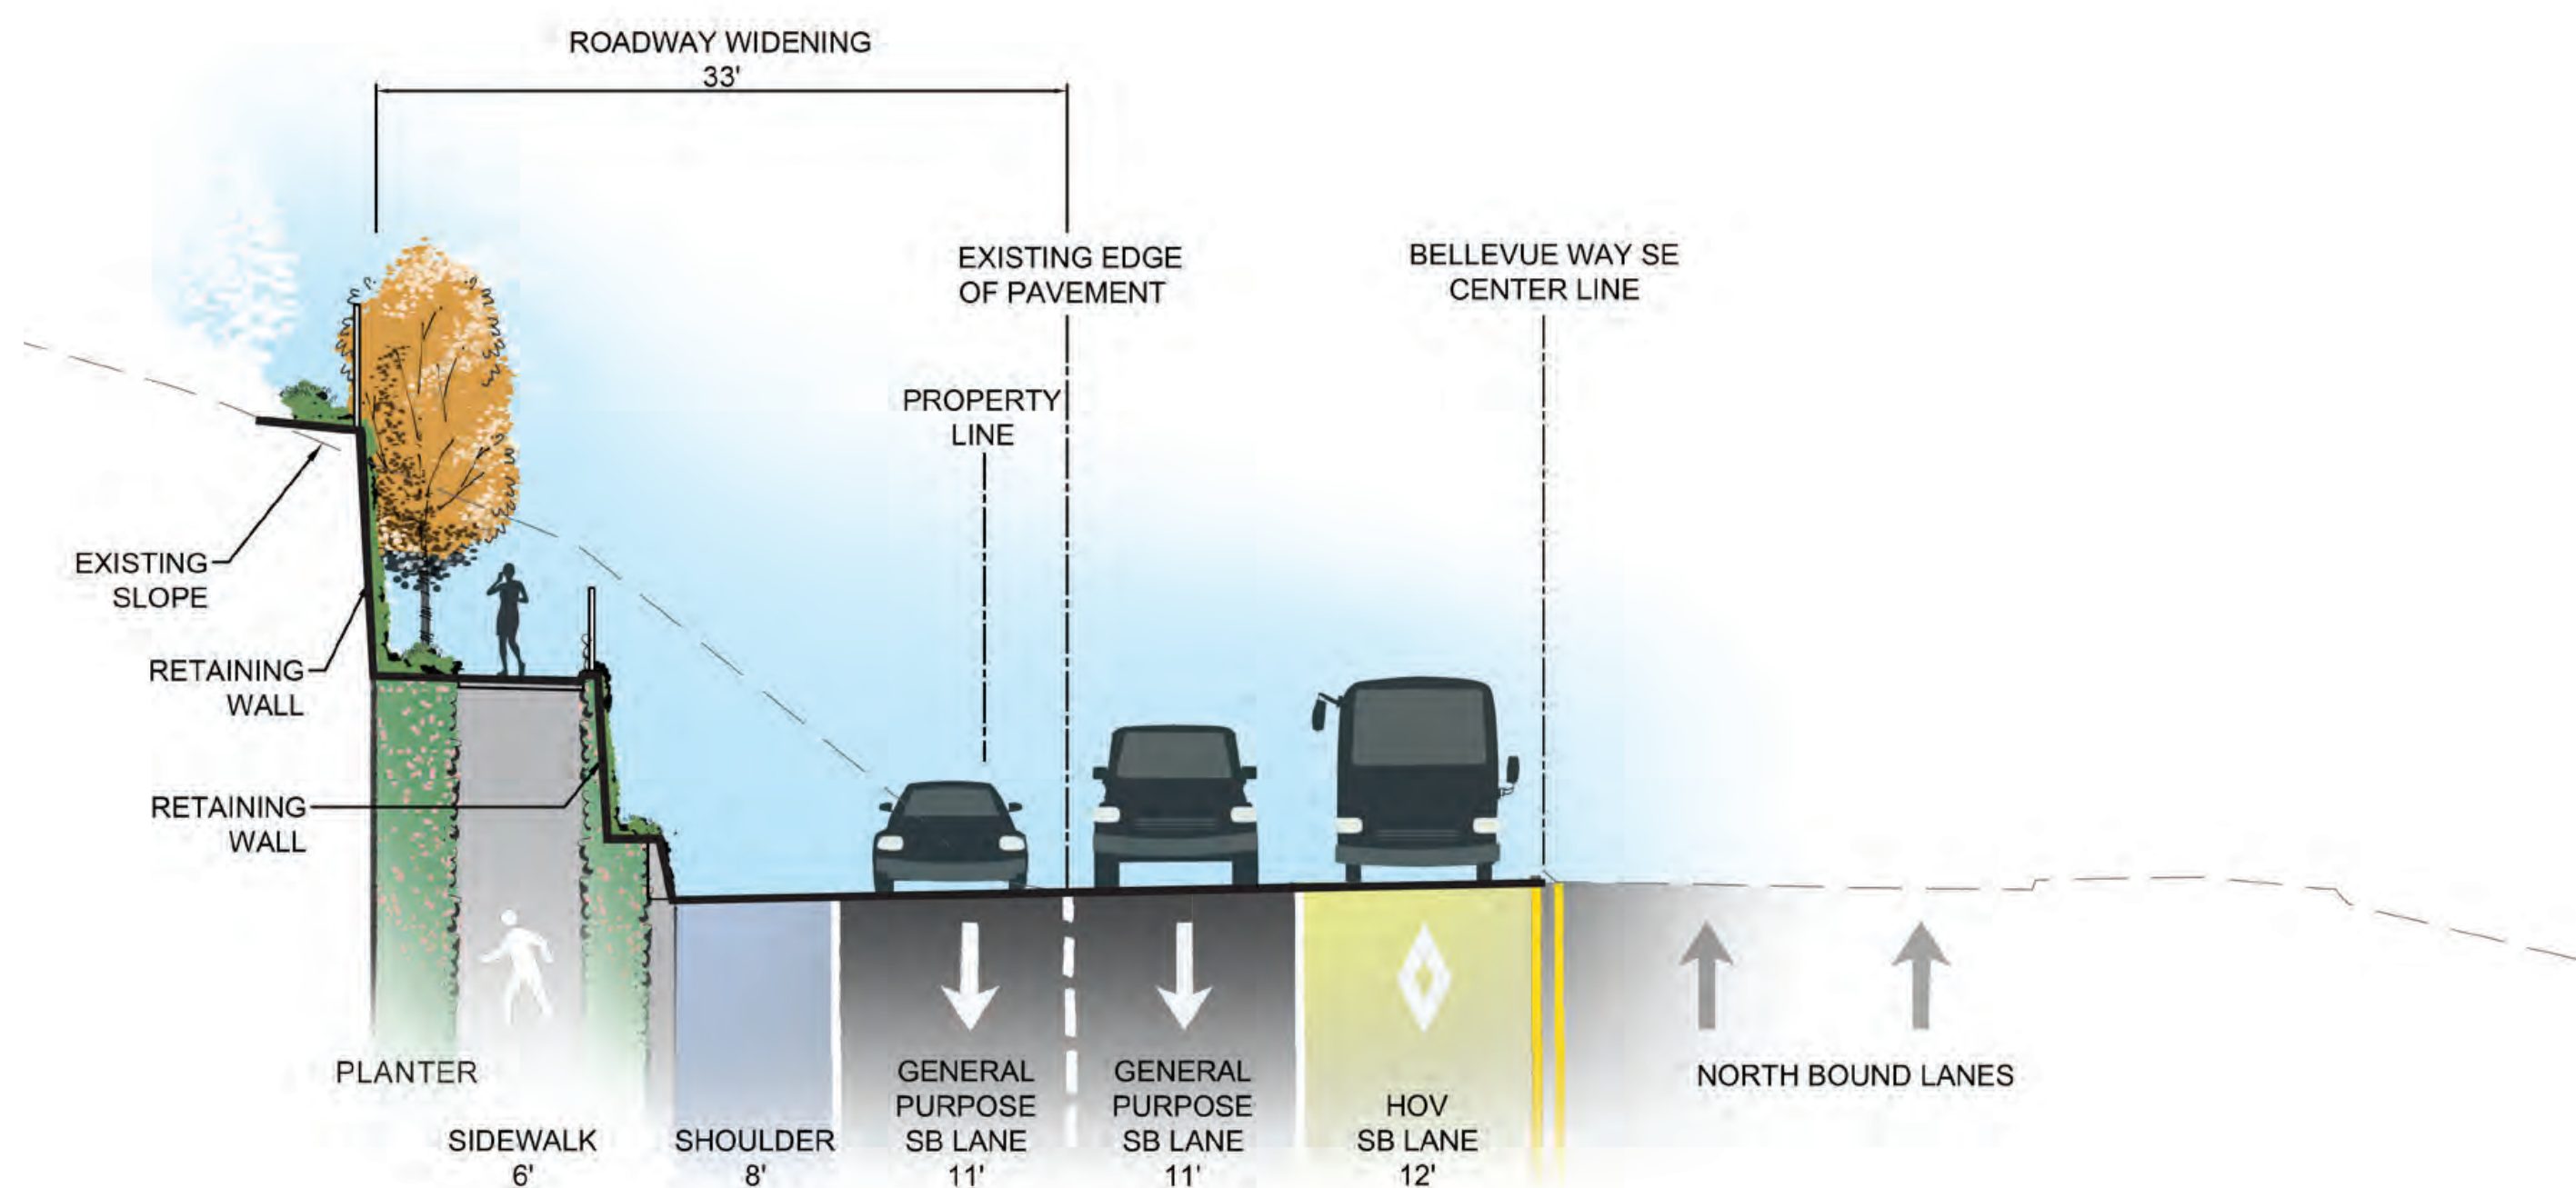 ROADWAY WIDENING
33'
EXISTING EDGE
OF PAVEMENT
BELLEVUE WAY SE
CENTER LINE
PROPERTY
LINE
EXISTING
SLOPE
RETAINING
WALL
RETAINING
WALL
PLANTER
SIDEWALK
6'
SHOULDER
8'
GENERAL
PURPOSE
SB LANE
11'
GENERAL
PURPOSE
SB LANE
11'
HOV
SB LANE
12'
NORTH BOUND LANES